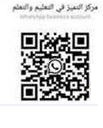 مركز التميز في التعليم والتعلم
WhatsApp business account